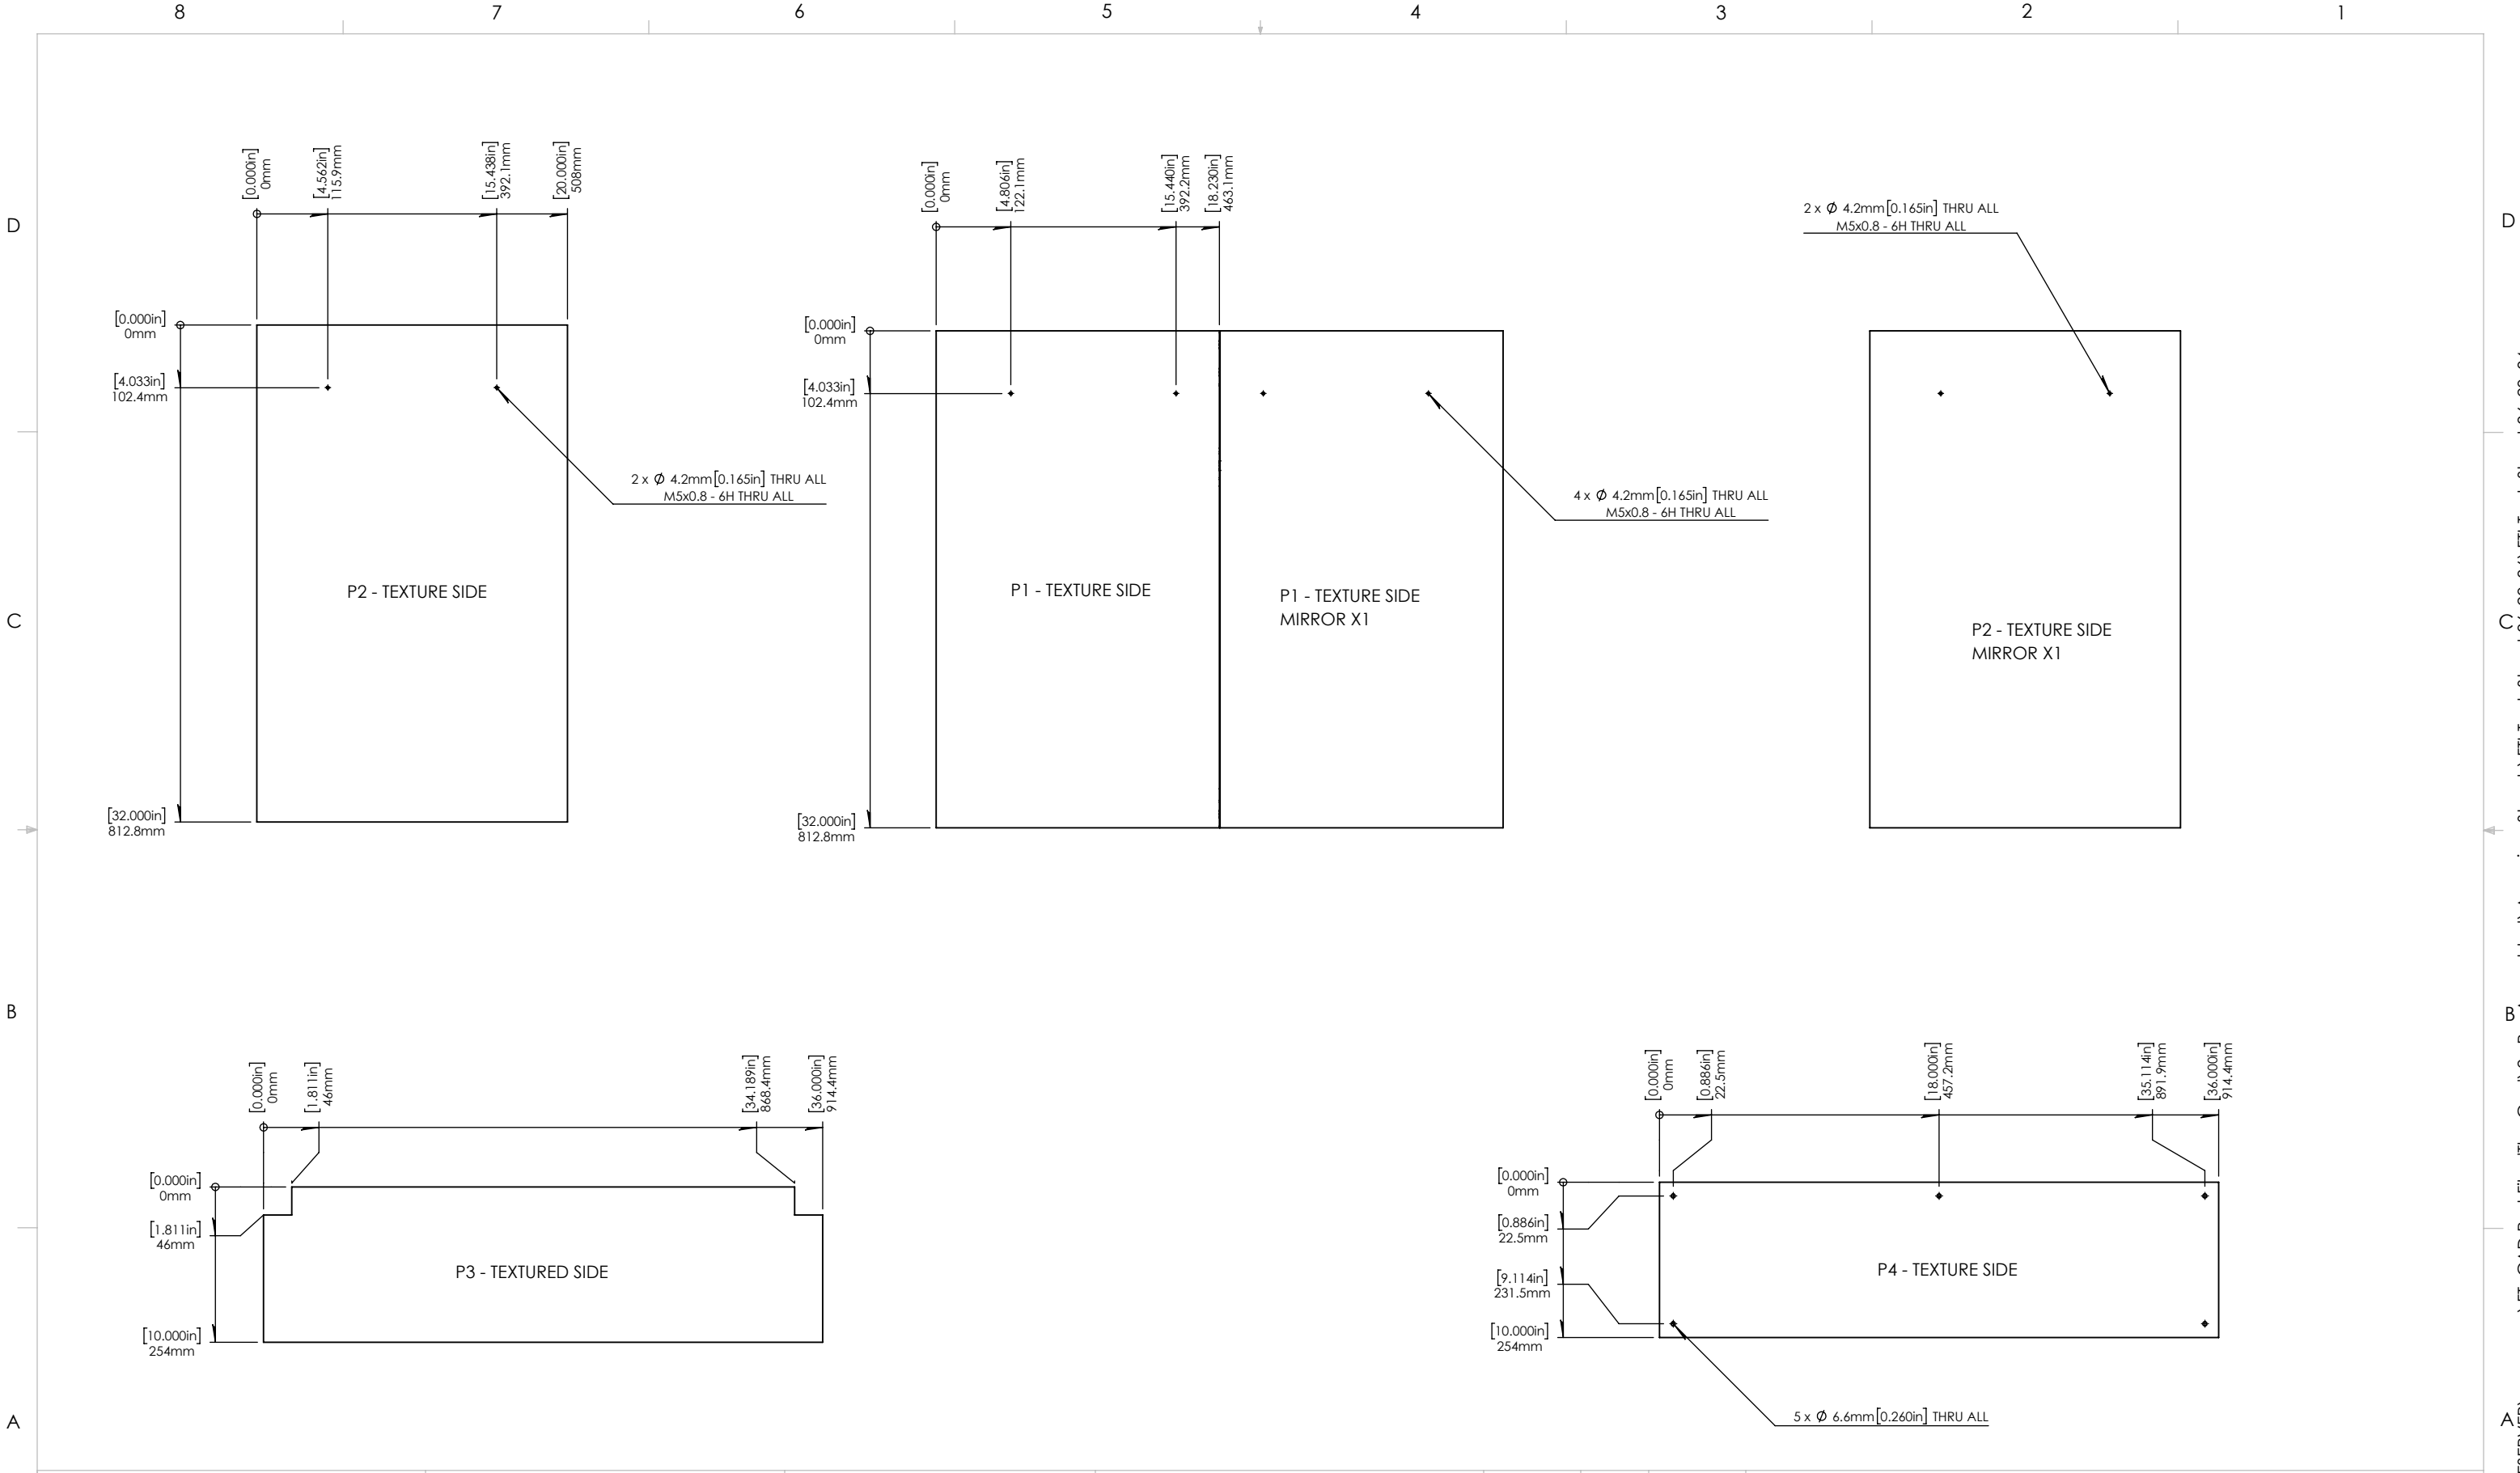 8 7 6 5 4 3 2 1
D
[0.000in]
0mm
[4.562in]
115.9mm
[15.438in]
392.1mm
[20.000in]
508mm
[0.000in]
0mm
[4.033in]
102.4mm
[32.000in]
812.8mm
2 x Ø 4.2mm[0.165in] THRU ALL
M5x0.8 - 6H THRU ALL
P2 - TEXTURE SIDE
[0.000in]
0mm
[4.806in]
122.1mm
[15.440in]
392.2mm
[18.230in]
463.1mm
[0.000in]
0mm
[4.033in]
102.4mm
[32.000in]
812.8mm
P1 - TEXTURE SIDE
P1 - TEXTURE SIDE
MIRROR X1
4 x Ø 4.2mm[0.165in] THRU ALL
M5x0.8 - 6H THRU ALL
2 x Ø 4.2mm[0.165in] THRU ALL
M5x0.8 - 6H THRU ALL
P2 - TEXTURE SIDE
MIRROR X1
D
C
C
B
B
[0.000in]
0mm
[1.811in]
46mm
[34.189in]
868.4mm
[36.000in]
914.4mm
[0.000in]
0mm
[1.811in]
46mm
[10.000in]
254mm
P3 - TEXTURED SIDE
[0.000in]
0mm
[0.886in]
22.5mm
[18.000in]
457.2mm
[35.114in]
891.9mm
[36.000in]
914.4mm
[0.000in]
0mm
[0.886in]
22.5mm
[9.114in]
231.5mm
[10.000in]
254mm
P4 - TEXTURE SIDE
5 x Ø 6.6mm[0.260in] THRU ALL
A
A